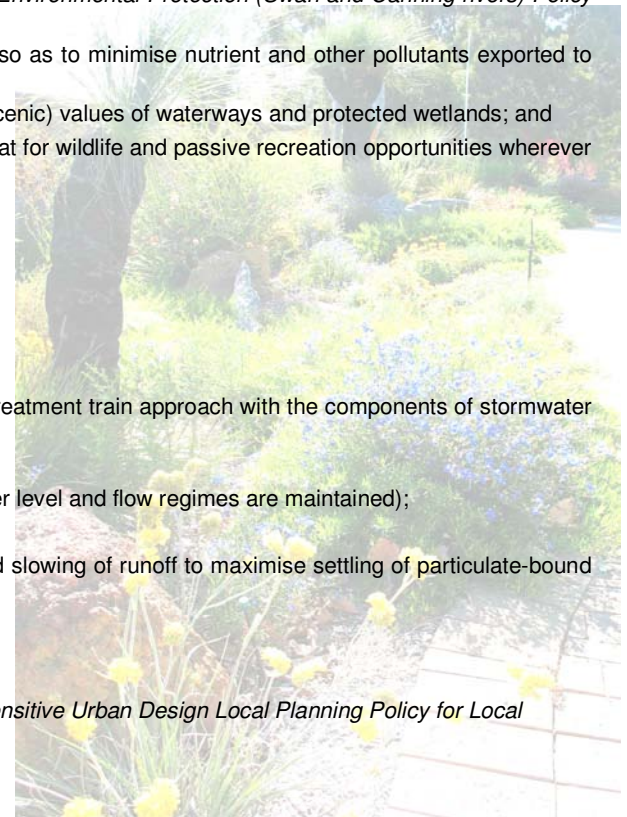 Environmental Protection (Swan and Canning rivers) Policy
so as to minimise nutrient and other pollutants exported to
cenic) values of waterways and protected wetlands; and
at for wildlife and passive recreation opportunities wherever
reatment train approach with the components of stormwater
er level and flow regimes are maintained);
d slowing of runoff to maximise settling of particulate-bound
nsitive Urban Design Local Planning Policy for Local